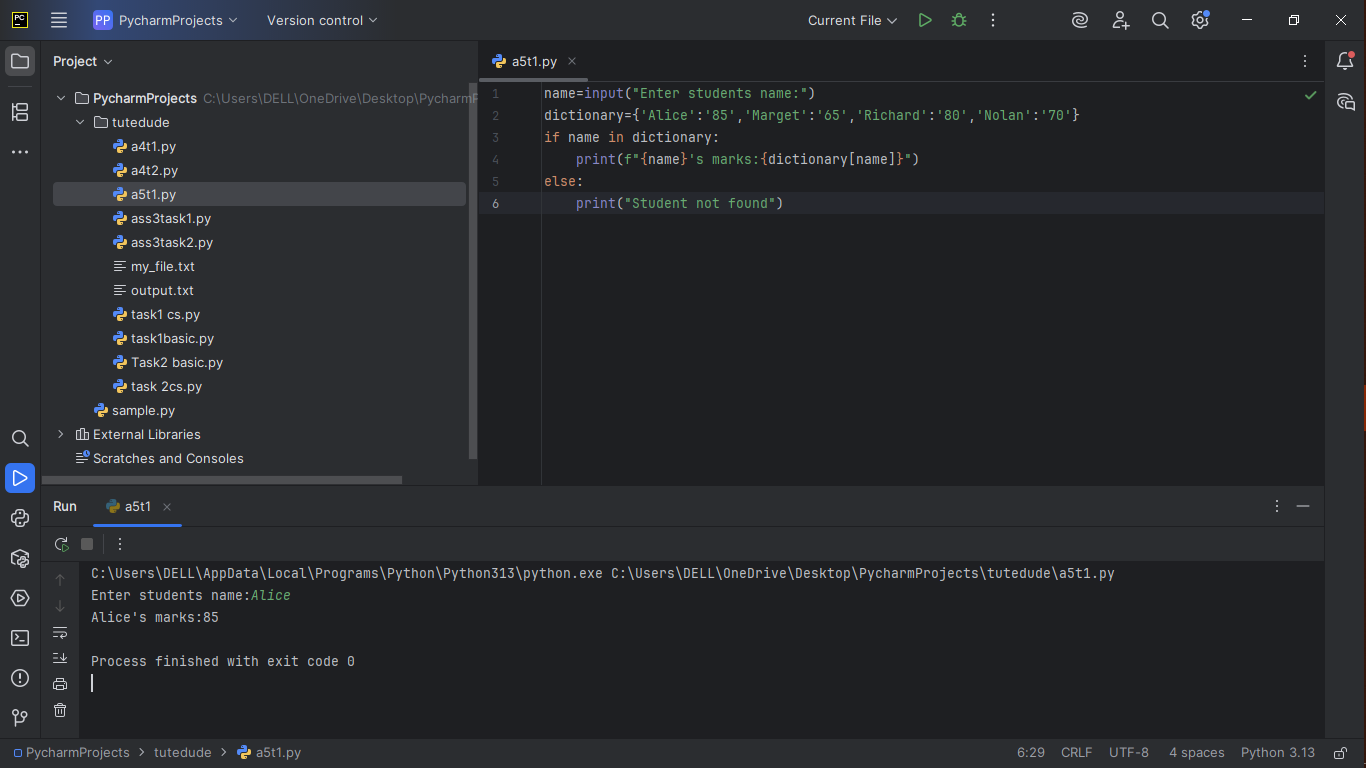 PC PP PycharmProjects Version control Current File
Project
a5t1.py
PycharmProjects C:\Users\DELL\OneDrive\Desktop\PycharmP
tutedude
a4t1.py
a4t2.py
a5t1.py
ass3task1.py
ass3task2.py
my_file.txt
output.txt
task1 cs.py
task1basic.py
Task2 basic.py
task 2cs.py
sample.py
External Libraries
Scratches and Consoles
1 name=input("Enter students name:")
2 dictionary={'Alice':'85','Marget':'65','Richard':'80','Nolan':'70'}
3 if name in dictionary:
4     print(f"{name}'s marks:{dictionary[name]}")
5 else:
6     print("Student not found")
Run a5t1
C:\Users\DELL\AppData\Local\Programs\Python\Python313\python.exe C:\Users\DELL\OneDrive\Desktop\PycharmProjects\tutedude\a5t1.py
Enter students name:Alice
Alice's marks:85
Process finished with exit code 0
PycharmProjects > tutedude > a5t1.py 6:29 CRLF UTF-8 4 spaces Python 3.13